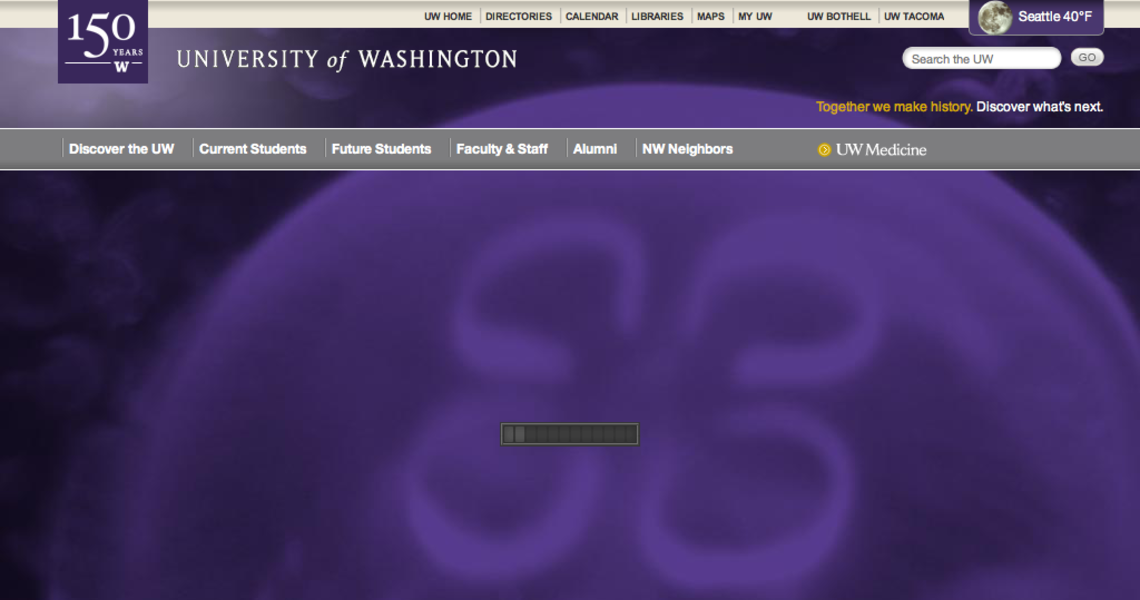 150
YEARS
W
UW HOME DIRECTORIES CALENDAR LIBRARIES MAPS MY UW UW BOTHELL UW TACOMA
Seattle 40°F
UNIVERSITY of WASHINGTON
Search the UW GO
Together we make history. Discover what's next.
Discover the UW Current Students Future Students Faculty & Staff Alumni NW Neighbors UW Medicine